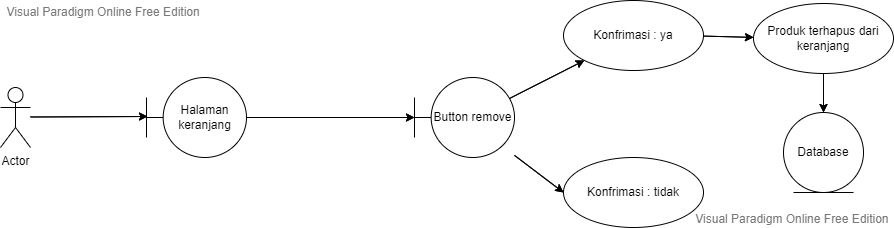 Visual Paradigm Online Free Edition
Actor
Halaman
keranjang
Button remove
Konfrimasi : ya
Produk terhapus dari
keranjang
Database
Konfrimasi : tidak
Visual Paradigm Online Free Edition